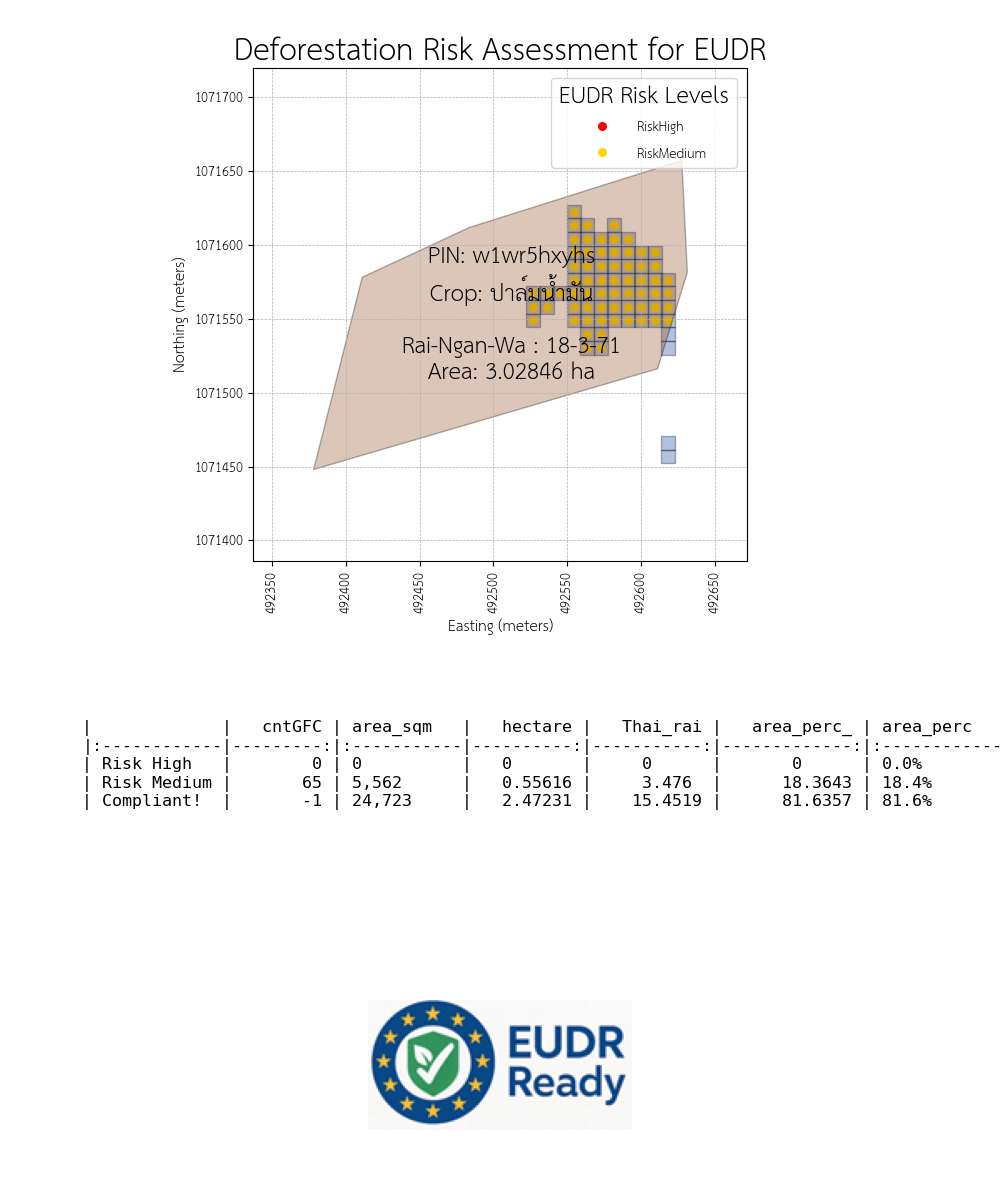 Deforestation Risk Assessment for EUDR
EUDR Risk Levels
RiskHigh
RiskMedium
1071700
1071650
1071600
1071550
1071500
1071450
1071400
Northing (meters)
PIN: w1wr5hxyhs
Crop: ปาล์มน้ำมัน
Rai-Ngan-Wa : 18-3-71
Area: 3.02846 ha
492350
492400
492450
492500
492550
492600
492650
Easting (meters)
|             |   cntGFC | area_sqm   |   hectare |   Thai_rai |   area_perc_ | area_perc
|:------------|---------:|:-----------|----------:|-----------:|-------------:|:------------
| Risk High   |        0 | 0          |   0       |     0      |       0      | 0.0%
| Risk Medium |       65 | 5,562      |   0.55616 |     3.476  |      18.3643 | 18.4%
| Compliant!  |       -1 | 24,723     |   2.47231 |    15.4519 |      81.6357 | 81.6%
EUDR
Ready